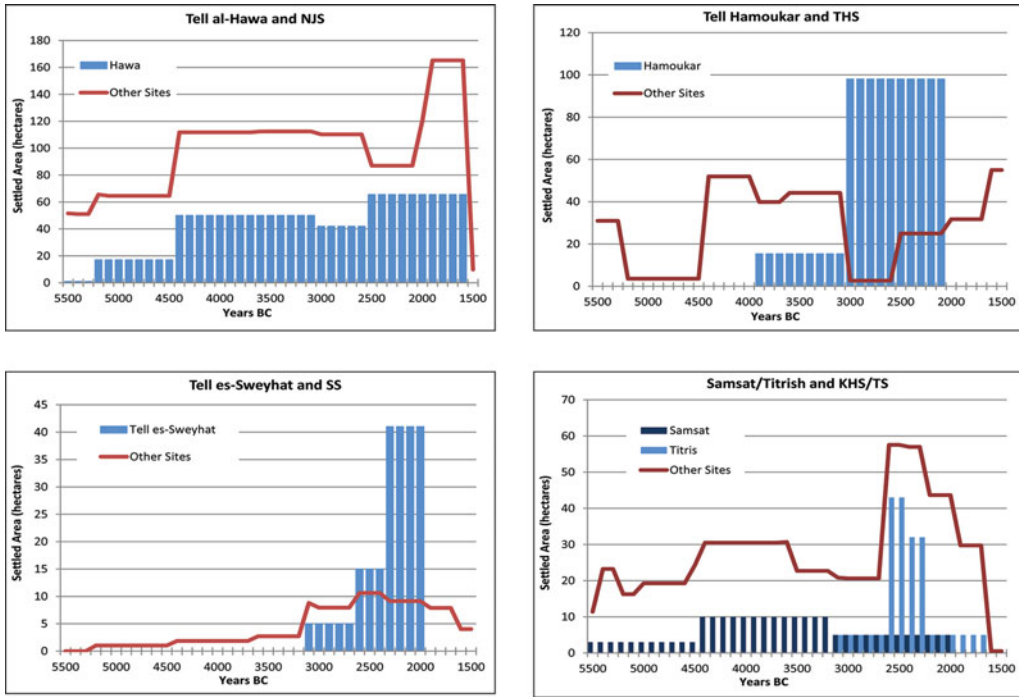 Tell al-Hawa and NJS
180
160
140
120
100
80
60
40
20
0
Settled Area (hectares)
Hawa
Other Sites
5500 5000 4500 4000 3500 3000 2500 2000 1500
Years BC
Tell Hamoukar and THS
120
100
80
60
40
20
0
Settled Area (hectares)
Hamoukar
Other Sites
5500 5000 4500 4000 3500 3000 2500 2000 1500
Years BC
Tell es-Sweyhat and SS
45
40
35
30
25
20
15
10
5
0
Settled Area (hectares)
Tell es-Sweyhat
Other Sites
5500 5000 4500 4000 3500 3000 2500 2000 1500
Years BC
Samsat/Titrish and KHS/TS
70
60
50
40
30
20
10
0
Settled Area (hectares)
Samsat
Titris
Other Sites
5500 5000 4500 4000 3500 3000 2500 2000 1500
Years BC